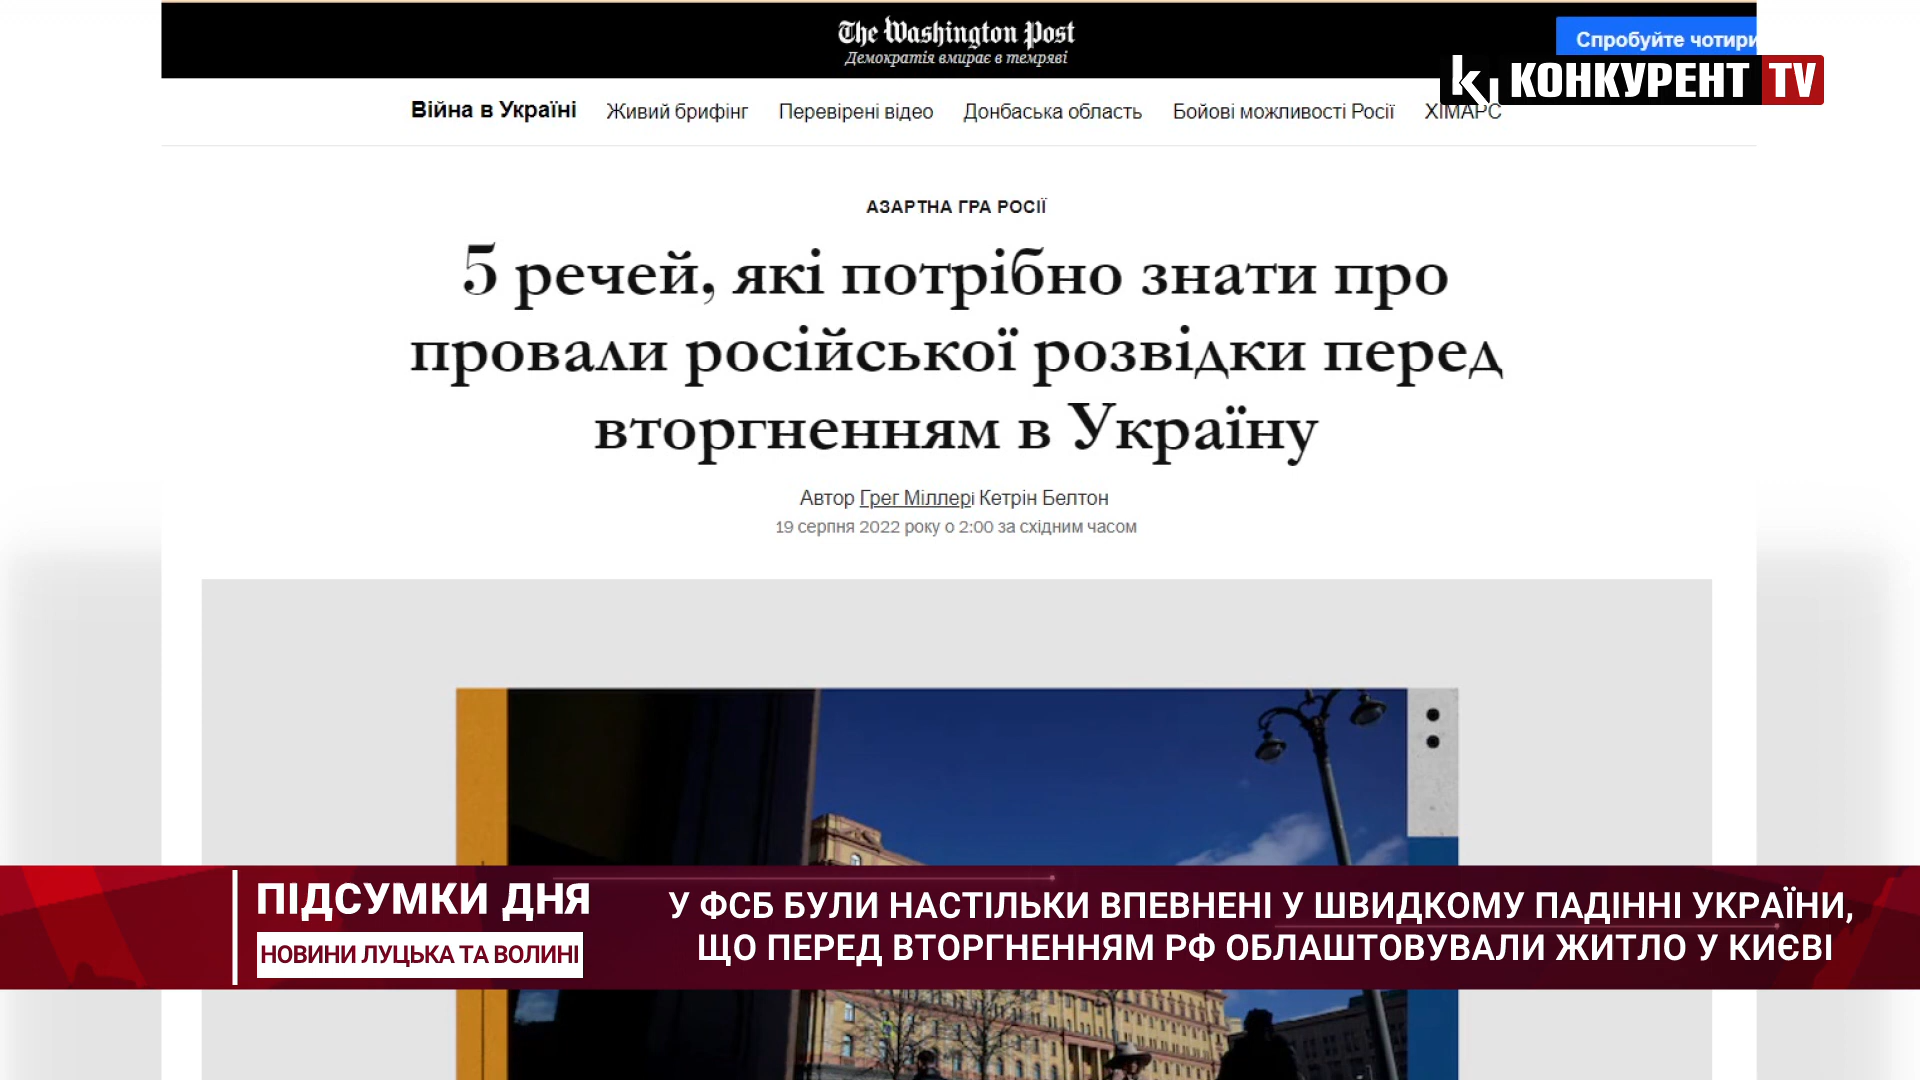 The Washington Post
Демократія вмирає в темряві
Спробуйте чотири
КОНКУРЕНТ TV
Війна в Україні Живий брифінг Перевірені відео Донбаська область Бойові можливості Росії ХІМАРС
АЗАРТНА ГРА РОСІЇ
5 речей, які потрібно знати про
провали російської розвідки перед
вторгненням в Україну
Автор Грег Міллері Кетрін Белтон
19 серпня 2022 року о 2:00 за східним часом
ПІДСУМКИ ДНЯ
НОВИНИ ЛУЦЬКА ТА ВОЛИНІ
У ФСБ БУЛИ НАСТІЛЬКИ ВПЕВНЕНІ У ШВИДКОМУ ПАДІННІ УКРАЇНИ,
ЩО ПЕРЕД ВТОРГНЕННЯМ РФ ОБЛАШТОВУВАЛИ ЖИТЛО У КИЄВІ